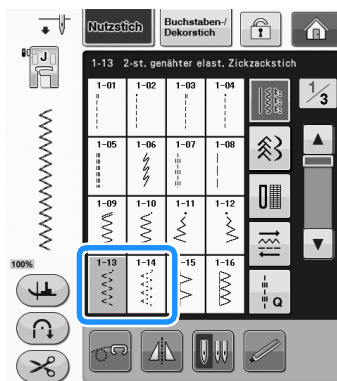 Nutzstich
Buchstaben-/
Dekorstich
J
1-13 2-st. genähter elast. Zickzackstich
1-01 1-02 1-03 1-04
1/3
1-05 1-06 1-07 1-08
1-09 1-10 1-11 1-12
100%
1-13 1-14 -15 1-16
Q